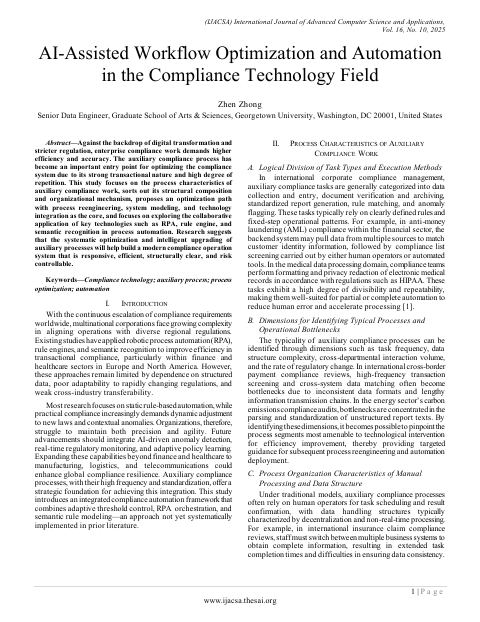 (IJACSA) International Journal of Advanced Computer Science and Applications,
Vol. 16, No. 10, 2025
AI-Assisted Workflow Optimization and Automation
in the Compliance Technology Field
Zhen Zhong
Senior Data Engineer, Graduate School of Arts & Sciences, Georgetown University, Washington, DC 20001, United States
Abstract—Against the backdrop of digital transformation and
stricter regulation, enterprise compliance work demands higher
efficiency and accuracy. The auxiliary compliance process has
become an important entry point for optimizing the compliance
system due to its strong transactional nature and high degree of
repetition. This study focuses on the process characteristics of
auxiliary compliance work, sorts out its structural composition
and organizational mechanism, proposes an optimization path
with process reengineering, system modeling, and technology
integration as the core, and focuses on exploring the collaborative
application of key technologies such as RPA, rule engine, and
semantic recognition in process automation. Research suggests
that the systematic optimization and intelligent upgrading of
auxiliary processes will help build a modern compliance operation
system that is responsive, efficient, structurally clear, and risk
controllable.
Keywords—Compliance technology; auxiliary process; process
optimization; automation
I. INTRODUCTION
With the continuous escalation of compliance requirements
worldwide, multinational corporations face growing complexity
in aligning operations with diverse regional regulations.
Existing studies have applied robotic process automation (RPA),
rule engines, and semantic recognition to improve efficiency in
transactional compliance, particularly within finance and
healthcare sectors in Europe and North America. However,
these approaches remain limited by dependence on structured
data, poor adaptability to rapidly changing regulations, and
weak cross-industry transferability.
Most research focuses on static rule-based automation, while
practical compliance increasingly demands dynamic adjustment
to new laws and contextual anomalies. Organizations, therefore,
struggle to maintain both precision and agility. Future
advancements should integrate AI-driven anomaly detection,
real-time regulatory monitoring, and adaptive policy learning.
Expanding these capabilities beyond finance and healthcare to
manufacturing, logistics, and telecommunications could
enhance global compliance resilience. Auxiliary compliance
processes, with their high frequency and standardization, offer a
strategic foundation for achieving this integration. This study
introduces an integrated compliance automation framework that
combines adaptive threshold control, RPA orchestration, and
semantic rule modeling—an approach not yet systematically
implemented in prior literature.
II. PROCESS CHARACTERISTICS OF AUXILIARY
COMPLIANCE WORK
A. Logical Division of Task Types and Execution Methods
In international corporate compliance management,
auxiliary compliance tasks are generally categorized into data
collection and entry, document verification and archiving,
standardized report generation, rule matching, and anomaly
flagging. These tasks typically rely on clearly defined rules and
fixed-step operational patterns. For example, in anti-money
laundering (AML) compliance within the financial sector, the
backend system may pull data from multiple sources to match
customer identity information, followed by compliance list
screening carried out by either human operators or automated
tools. In the medical data processing domain, compliance teams
perform formatting and privacy redaction of electronic medical
records in accordance with regulations such as HIPAA. These
tasks exhibit a high degree of divisibility and repeatability,
making them well-suited for partial or complete automation to
reduce human error and accelerate processing [1].
B. Dimensions for Identifying Typical Processes and
Operational Bottlenecks
The typicality of auxiliary compliance processes can be
identified through dimensions such as task frequency, data
structure complexity, cross-departmental interaction volume,
and the rate of regulatory change. In international cross-border
payment compliance reviews, high-frequency transaction
screening and cross-system data matching often become
bottlenecks due to inconsistent data formats and lengthy
information transmission chains. In the energy sector's carbon
emissions compliance audits, bottlenecks are concentrated in the
parsing and standardization of unstructured report texts. By
identifying these dimensions, it becomes possible to pinpoint the
process segments most amenable to technological intervention
for efficiency improvement, thereby providing targeted
guidance for subsequent process reengineering and automation
deployment.
C. Process Organization Characteristics of Manual
Processing and Data Structure
Under traditional models, auxiliary compliance processes
often rely on human operators for task scheduling and result
confirmation, with data handling structures typically
characterized by decentralization and non-real-time processing.
For example, in international insurance claim compliance
reviews, staff must switch between multiple business systems to
obtain complete information, resulting in extended task
completion times and difficulties in ensuring data consistency.
1 | P a g e
www.ijacsa.thesai.org